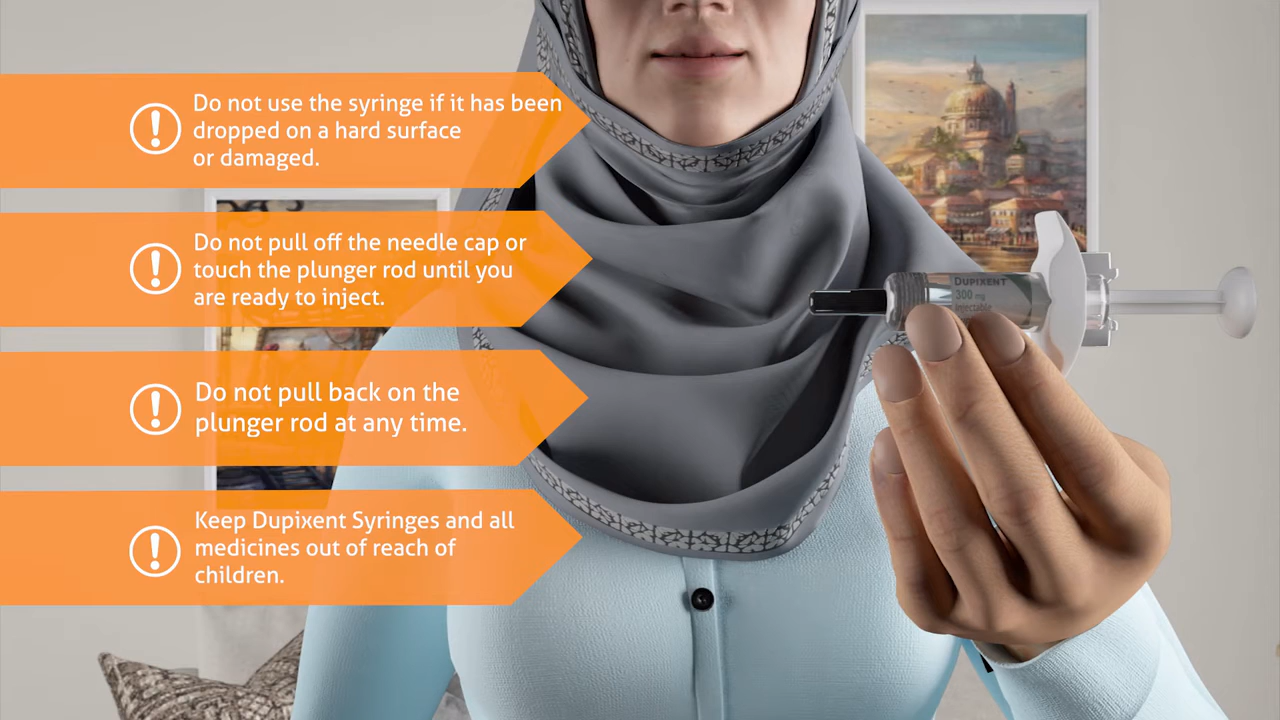 Do not use the syringe if it has been
dropped on a hard surface
or damaged.
Do not pull off the needle cap or
touch the plunger rod until you
are ready to inject.
Do not pull back on the
plunger rod at any time.
Keep Dupixent Syringes and all
medicines out of reach of
children.
DUPIXENT
300 mg
Injectable